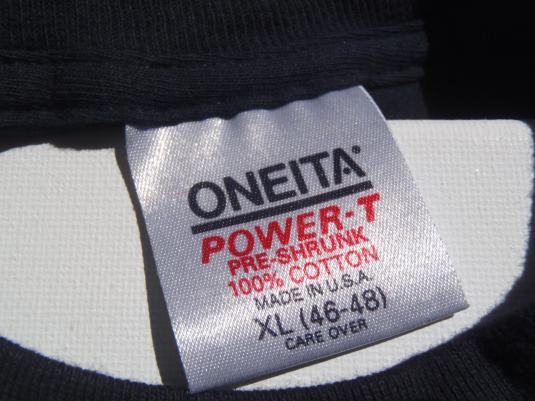 ONEITA®
POWER-T
PRE-SHRUNK
100% COTTON
MADE IN U.S.A.
XL (46-48)
CARE OVER